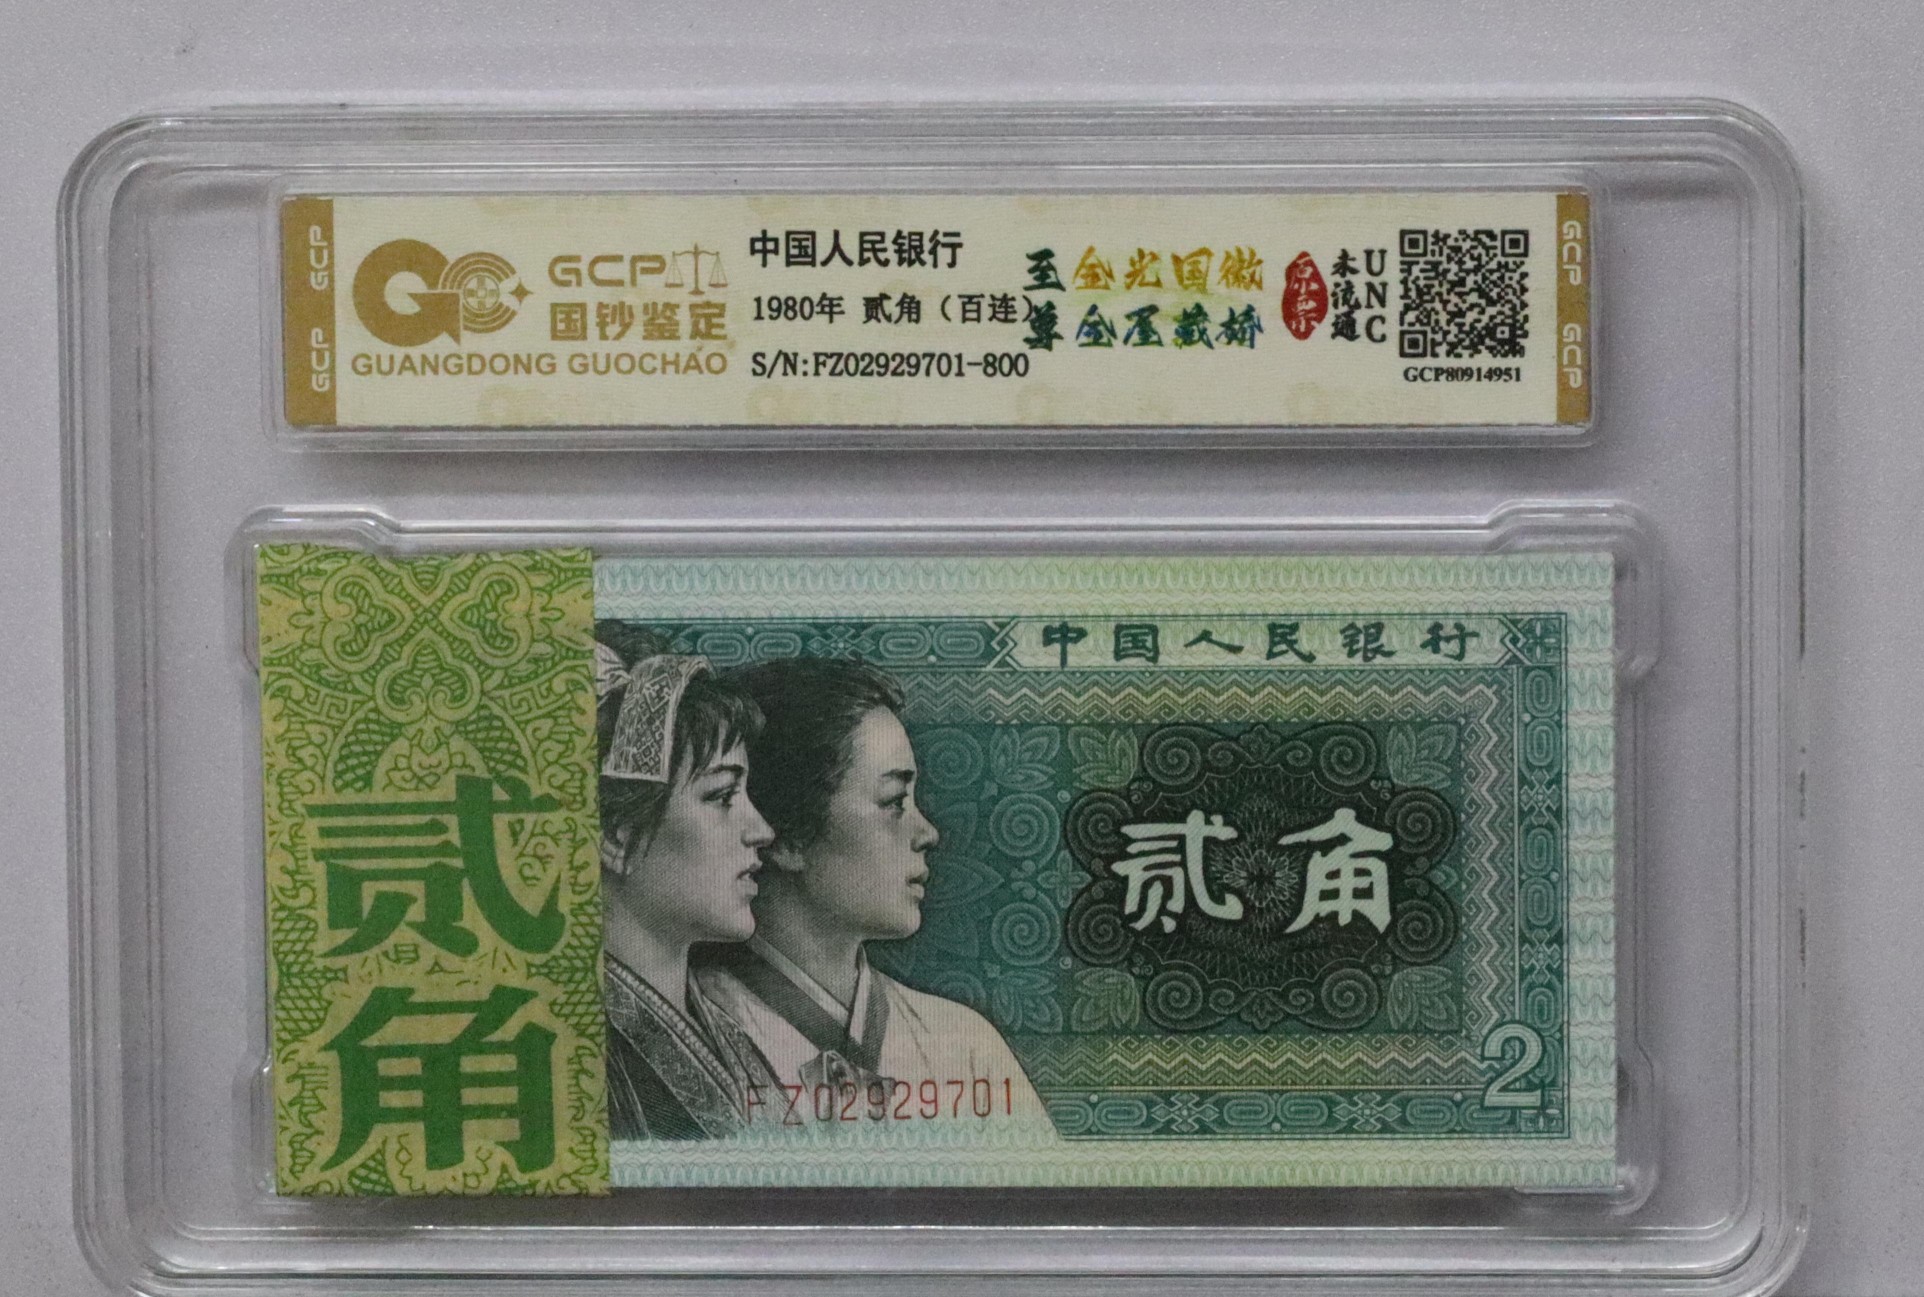 GCP GCP
GCP
国钞鉴定
GUANGDONG GUOCHAO
中国人民银行
1980年 贰角（百连）
S/N:FZ02929701-800
至尊
金光国徽
金屋藏娇
原票
未流通
UNC
GCP80914951
GCP GCP
贰角
中国人民银行
贰角
FZ02929701
2